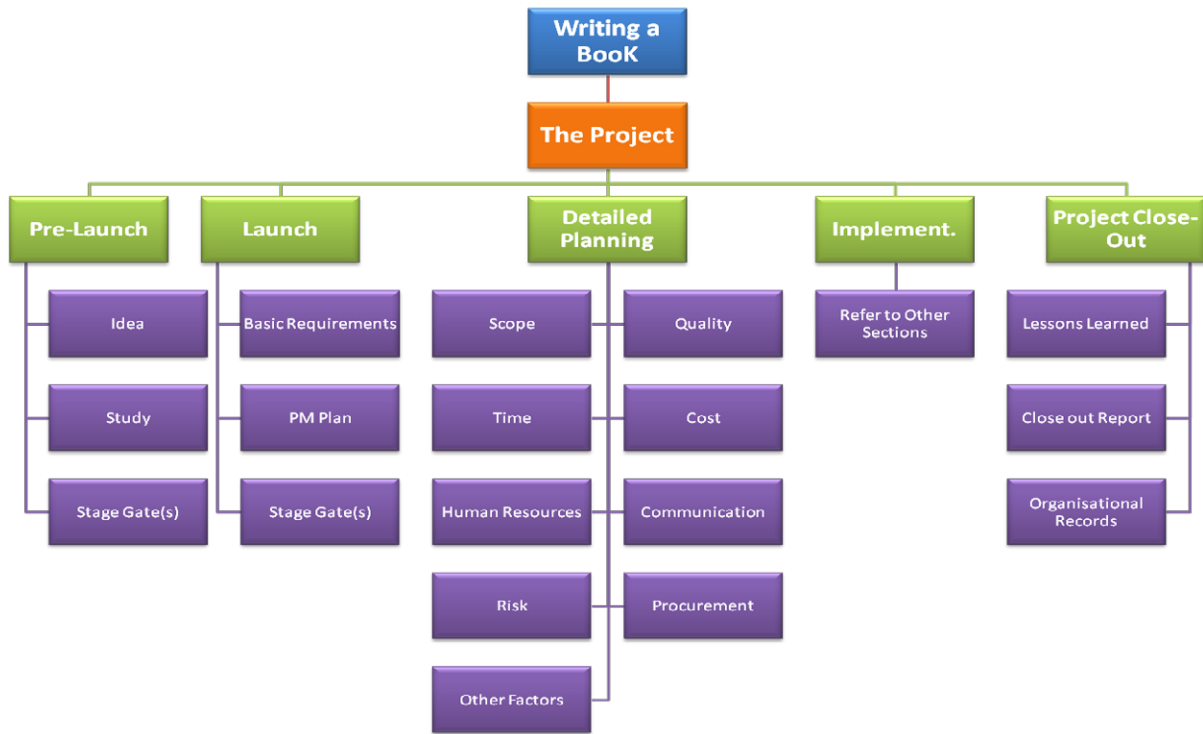 Writing a
BooK
The Project
Pre-Launch
Launch
Detailed
Planning
Implement.
Project Close-
Out
Idea
Study
Stage Gate(s)
Basic Requirements
PM Plan
Stage Gate(s)
Scope
Quality
Time
Cost
Human Resources
Communication
Risk
Procurement
Other Factors
Refer to Other
Sections
Lessons Learned
Close out Report
Organisational
Records